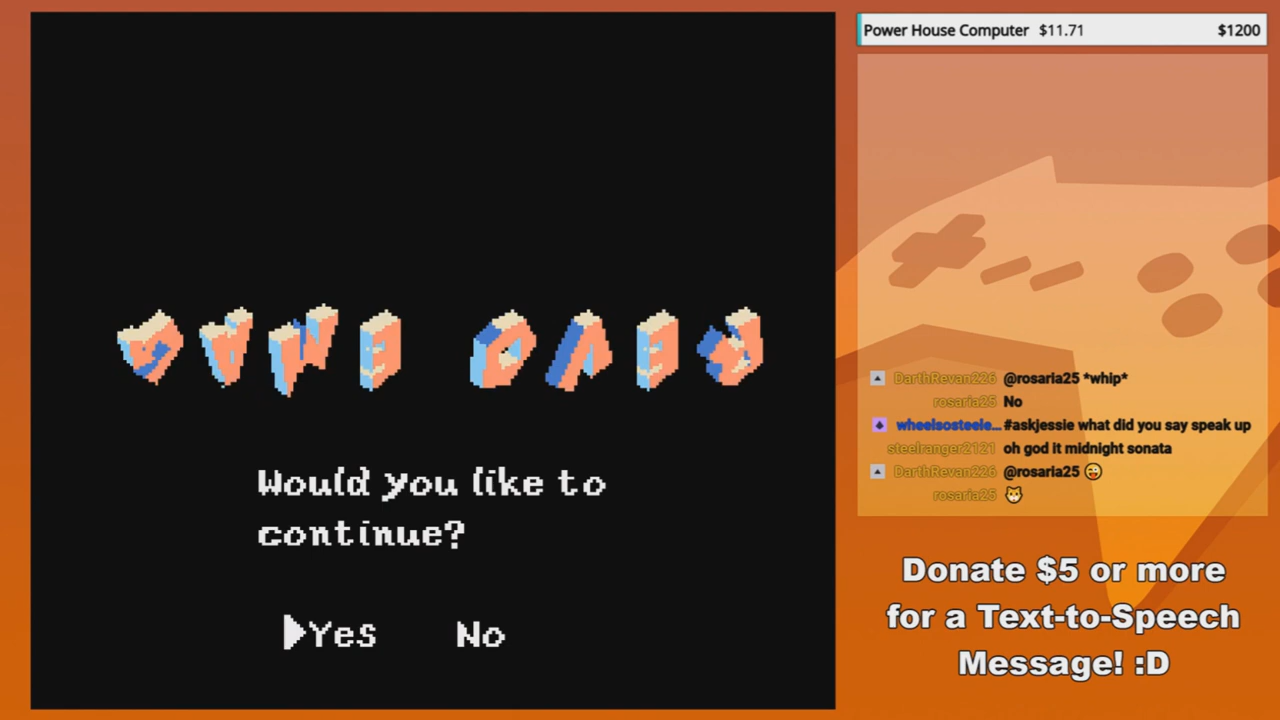 GAME OVER
Would you like to
continue?
Yes No
Power House Computer $11.71 $1200
DarthRevan226 @rosaria25 *whip*
rosaria25 No
wheelsosteele... #askjessie what did you say speak up
steelranger2121 oh god it midnight sonata
DarthRevan226 @rosaria25 😜
rosaria25 🐱
Donate $5 or more
for a Text-to-Speech
Message! :D